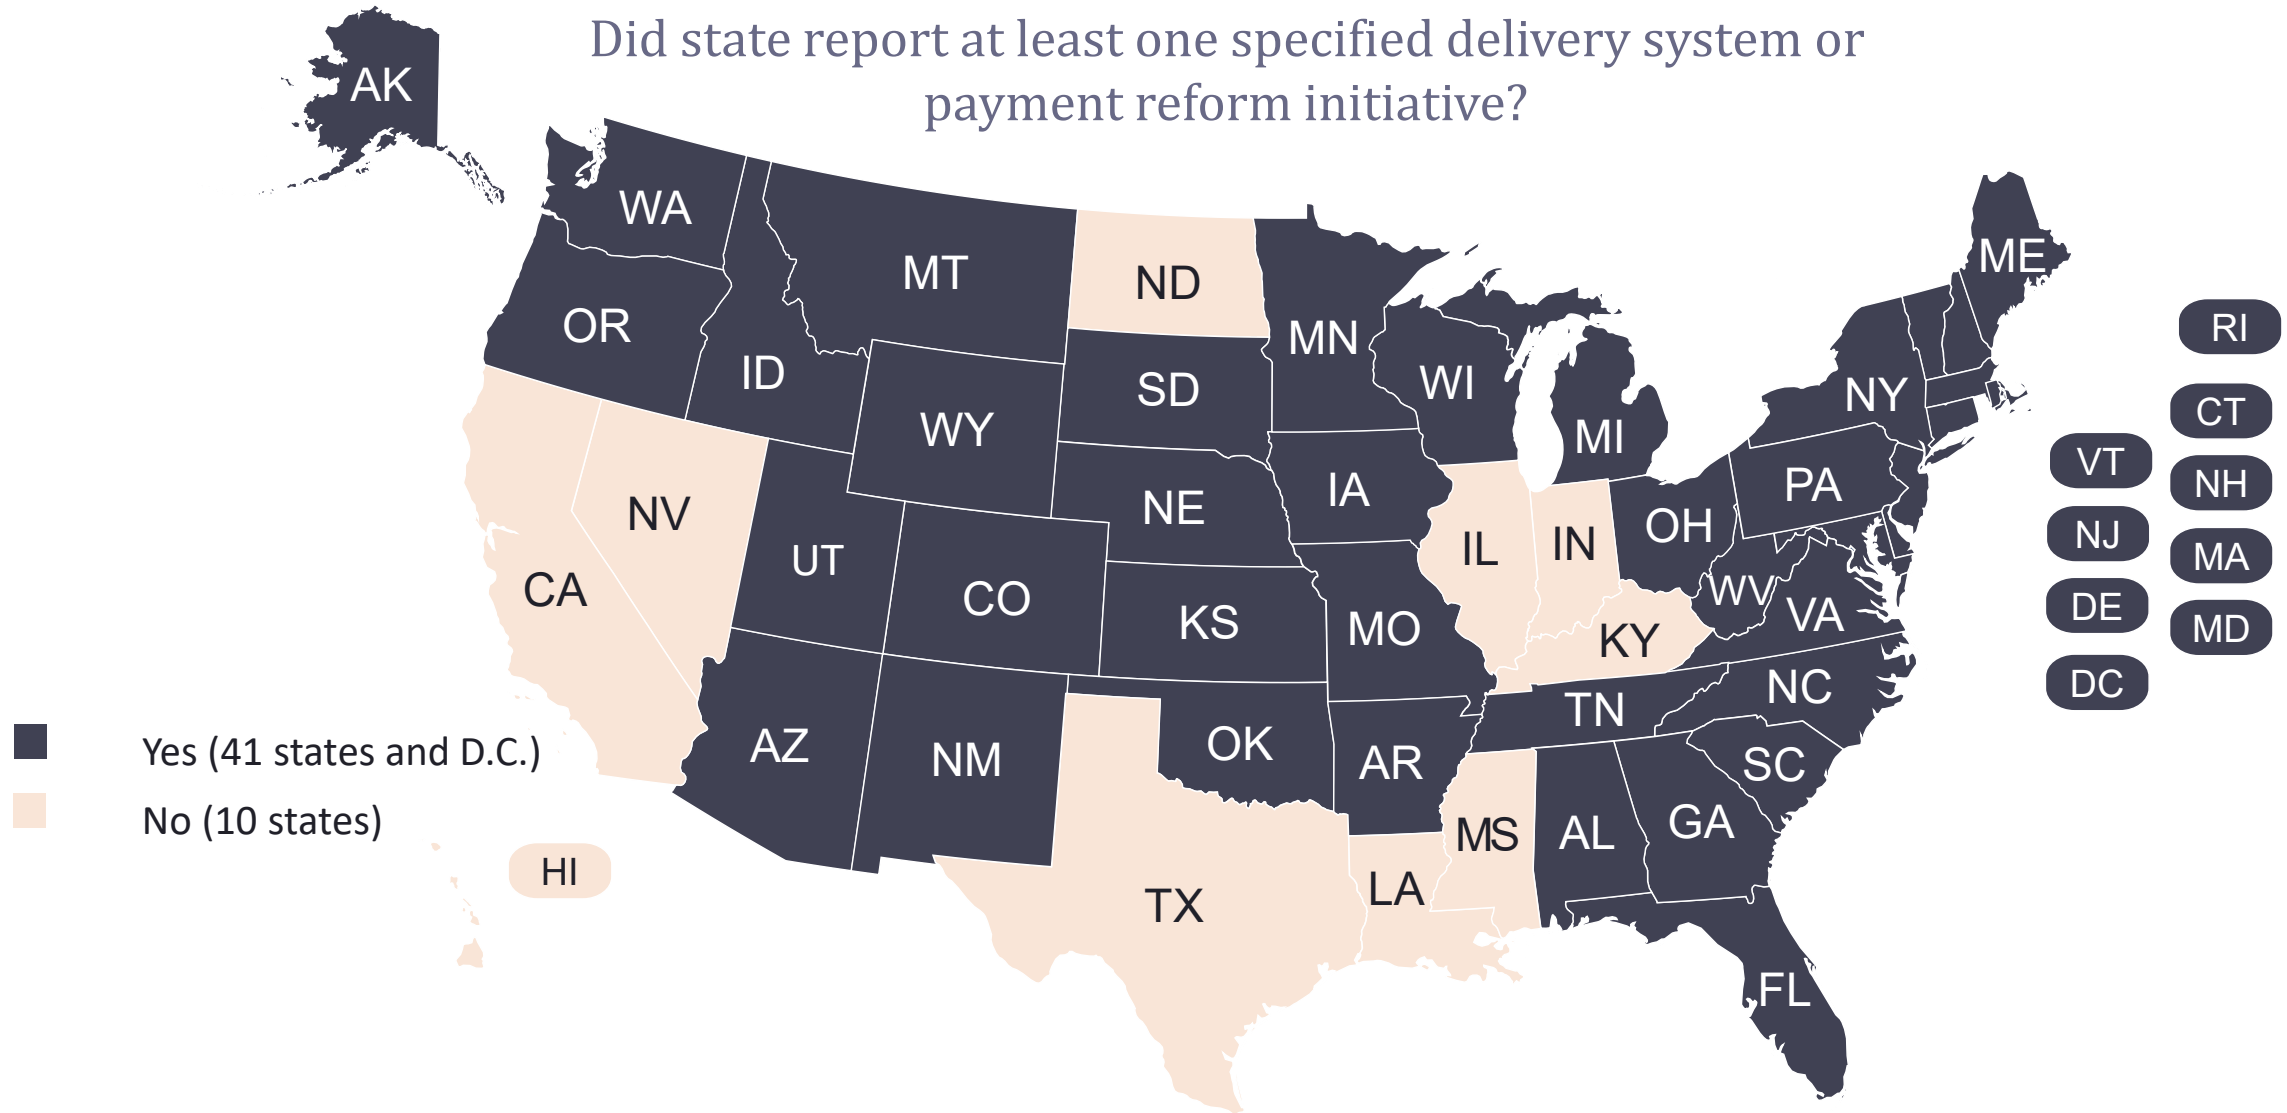 Did state report at least one specified delivery system or
payment reform initiative?
AK
WA
MT
ND
ME
OR
ID
MN
RI
SD
WI
NY
CT
WY
MI
VT
PA
NH
NV
NE
IA
OH
NJ
UT
IL
IN
MA
CA
CO
WV
DE
KS
MO
KY
VA
MD
DC
NC
TN
AZ
NM
OK
AR
SC
Yes (41 states and D.C.)
No (10 states)
MS
AL
GA
HI
LA
TX
FL